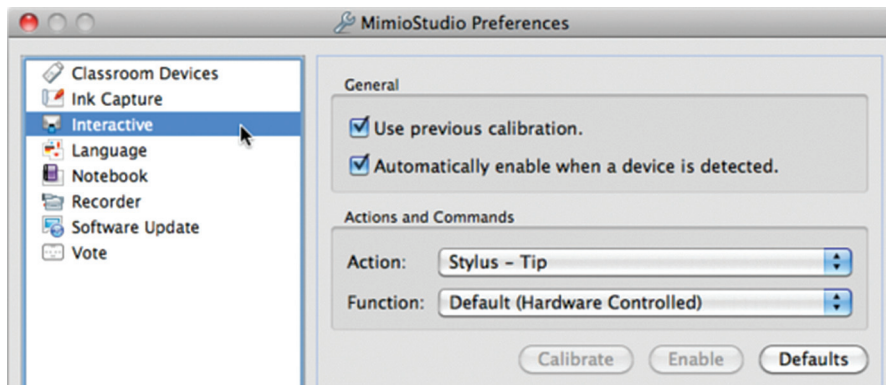 MimioStudio Preferences
Classroom Devices
Ink Capture
Interactive
Language
Notebook
Recorder
Software Update
Vote
General
Use previous calibration.
Automatically enable when a device is detected.
Actions and Commands
Action: Stylus – Tip
Function: Default (Hardware Controlled)
Calibrate Enable Defaults